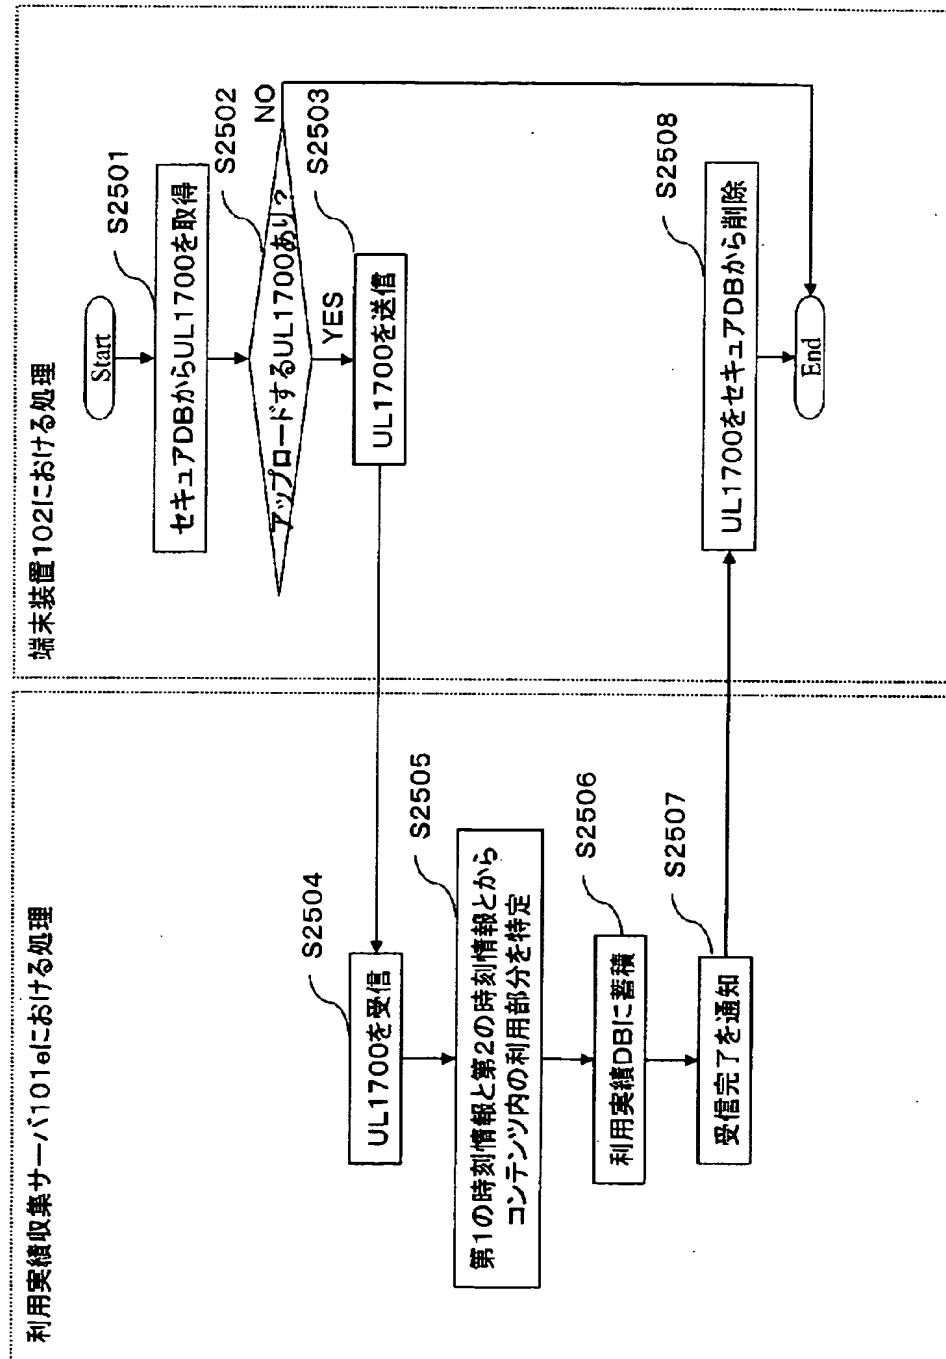 利用実績収集サーバ101eにおける処理
端末装置102における処理
Start
S2501
セキュアDBからUL1700を取得
S2502
アップロードするUL1700あり?
NO
YES
S2503
UL1700を送信
S2504
UL1700を受信
S2505
第1の時刻情報と第2の時刻情報とから
コンテンツ内の利用部分を特定
S2506
利用実績DBに蓄積
S2507
受信完了を通知
S2508
UL1700をセキュアDBから削除
End